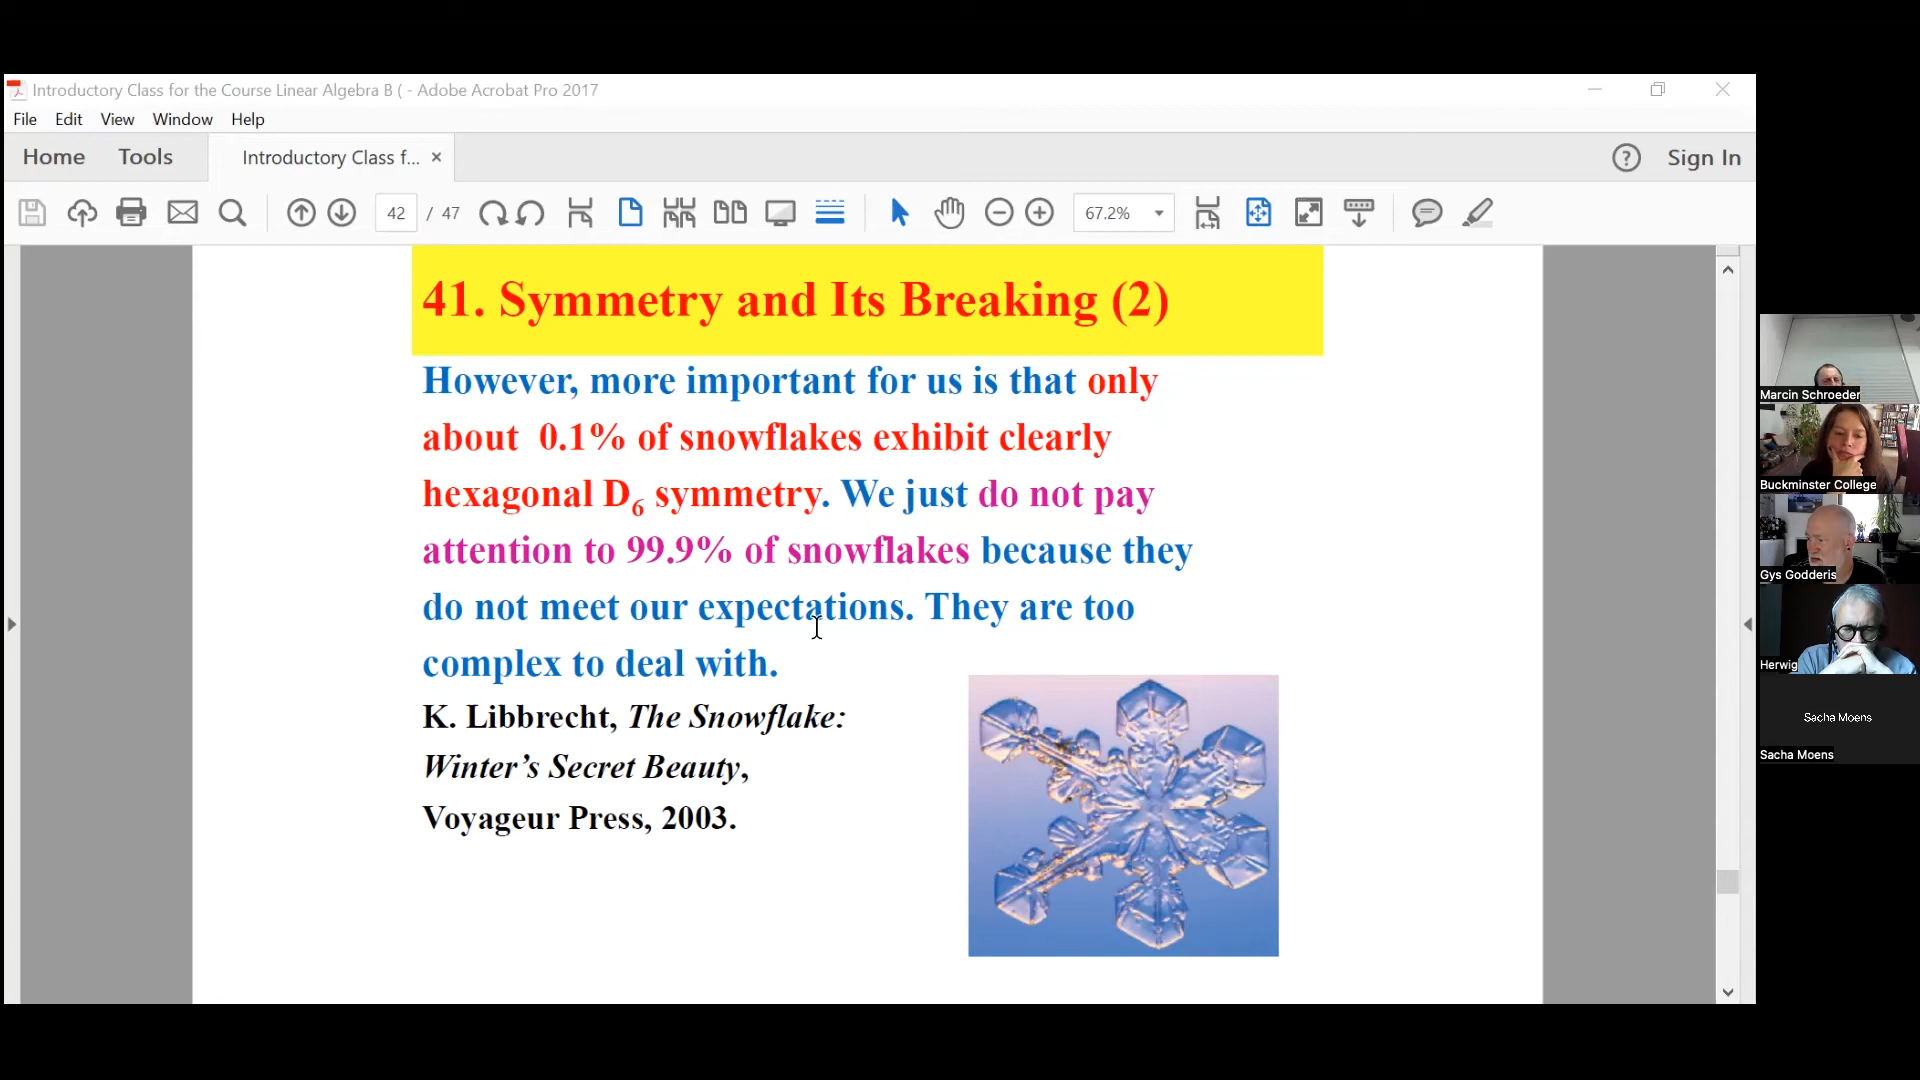 Introductory Class for the Course Linear Algebra B ( - Adobe Acrobat Pro 2017
File Edit View Window Help
Home Tools Introductory Class f... × Sign In
42 / 47 67.2%
41. Symmetry and Its Breaking (2)
However, more important for us is that only
about 0.1% of snowflakes exhibit clearly
hexagonal D6 symmetry. We just do not pay
attention to 99.9% of snowflakes because they
do not meet our expectations. They are too
complex to deal with.
K. Libbrecht, The Snowflake:
Winter’s Secret Beauty,
Voyageur Press, 2003.
Marcin Schroeder
Buckminster College
Gys Godderis
Herwig
Sacha Moens
Sacha Moens